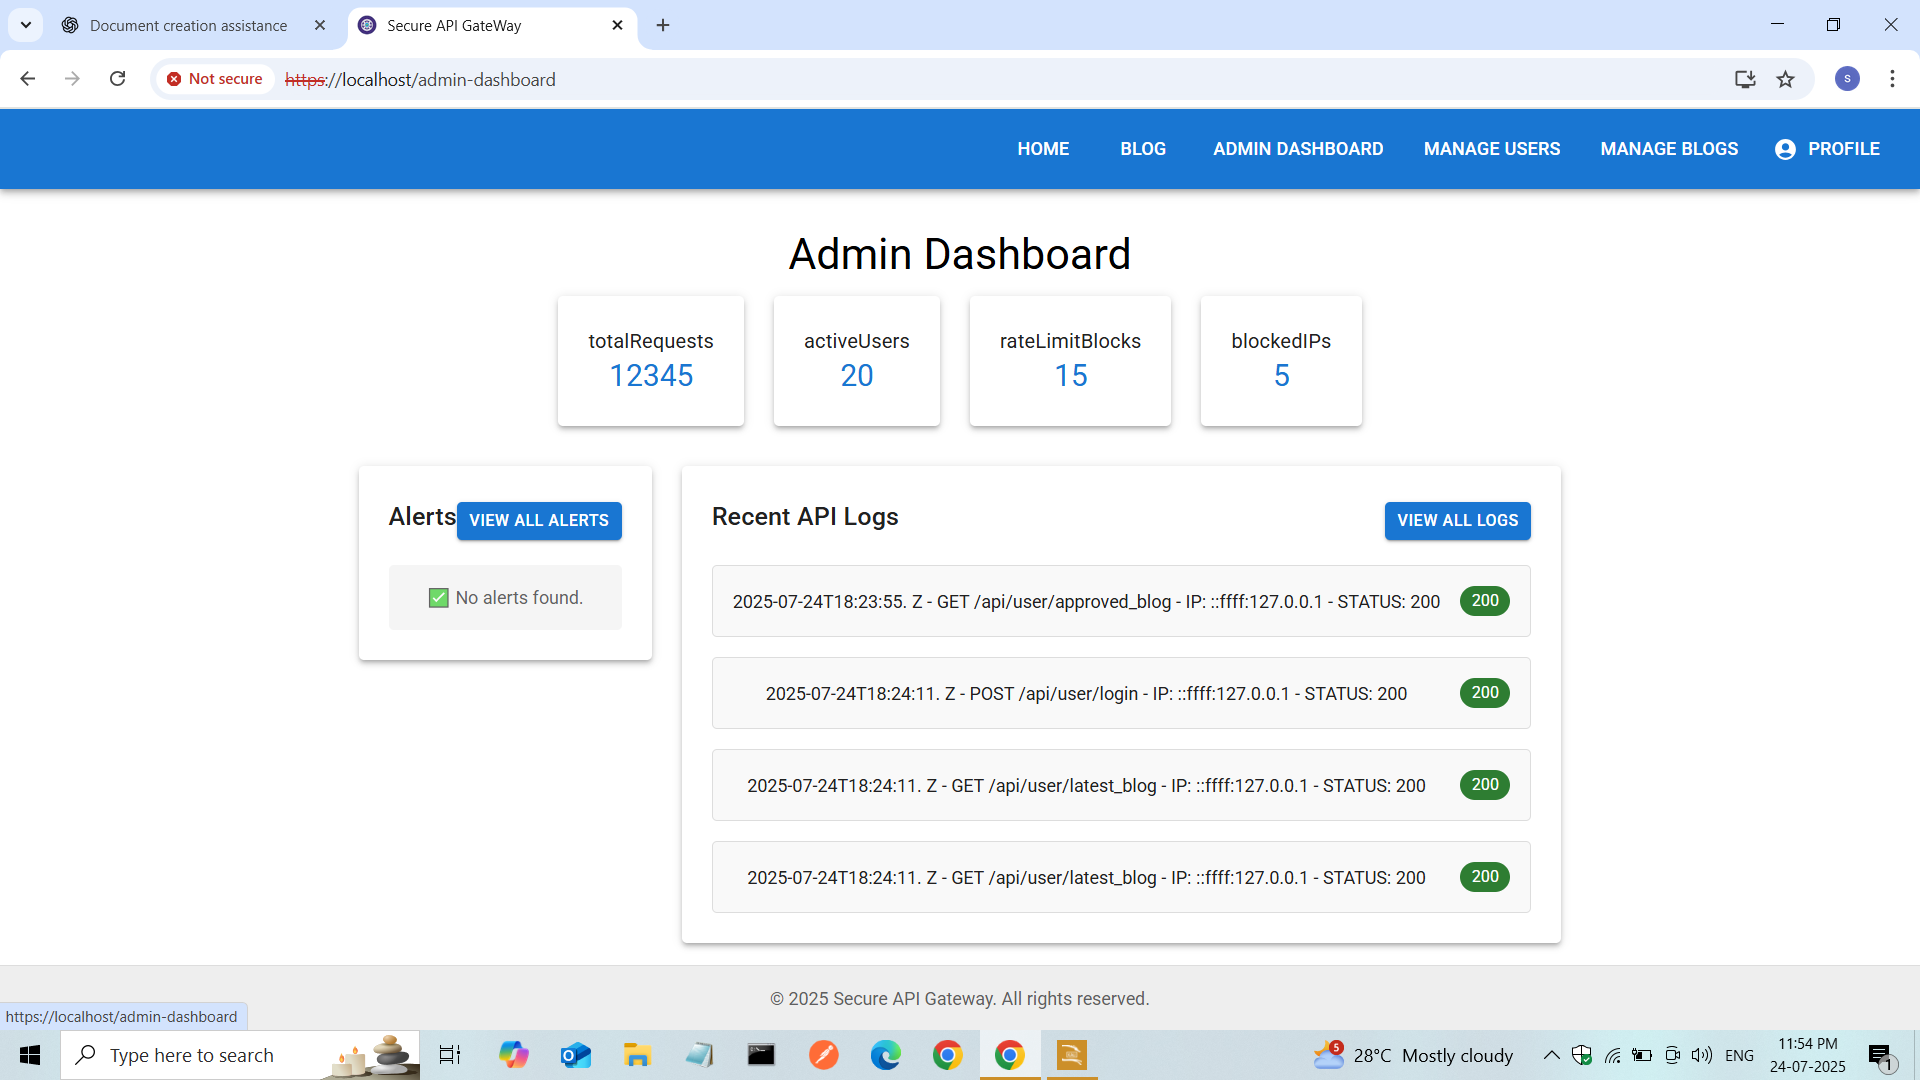 Document creation assistance
Secure API GateWay
Not secure
https://localhost/admin-dashboard
S
HOME
BLOG
ADMIN DASHBOARD
MANAGE USERS
MANAGE BLOGS
PROFILE
Admin Dashboard
totalRequests
12345
activeUsers
20
rateLimitBlocks
15
blockedIPs
5
Alerts
VIEW ALL ALERTS
No alerts found.
Recent API Logs
VIEW ALL LOGS
2025-07-24T18:23:55. Z - GET /api/user/approved_blog - IP: ::ffff:127.0.0.1 - STATUS: 200
200
2025-07-24T18:24:11. Z - POST /api/user/login - IP: ::ffff:127.0.0.1 - STATUS: 200
200
2025-07-24T18:24:11. Z - GET /api/user/latest_blog - IP: ::ffff:127.0.0.1 - STATUS: 200
200
2025-07-24T18:24:11. Z - GET /api/user/latest_blog - IP: ::ffff:127.0.0.1 - STATUS: 200
200
© 2025 Secure API Gateway. All rights reserved.
https://localhost/admin-dashboard
Type here to search
5
28°C Mostly cloudy
ENG
11:54 PM
24-07-2025
1